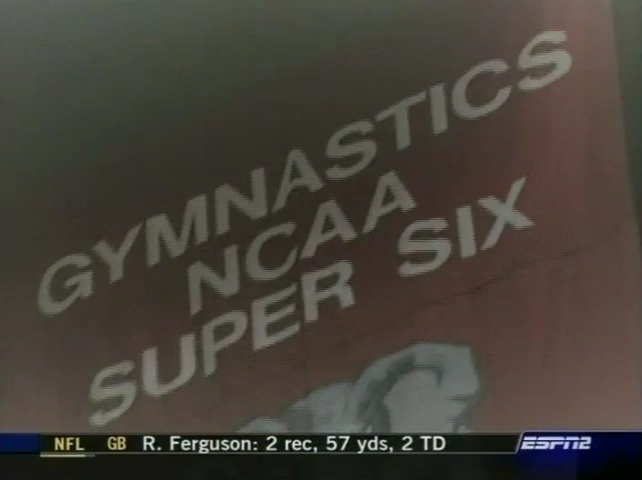 GYMNASTICS
NCAA
SUPER SIX
NFL GB R. Ferguson: 2 rec, 57 yds, 2 TD ESPN2